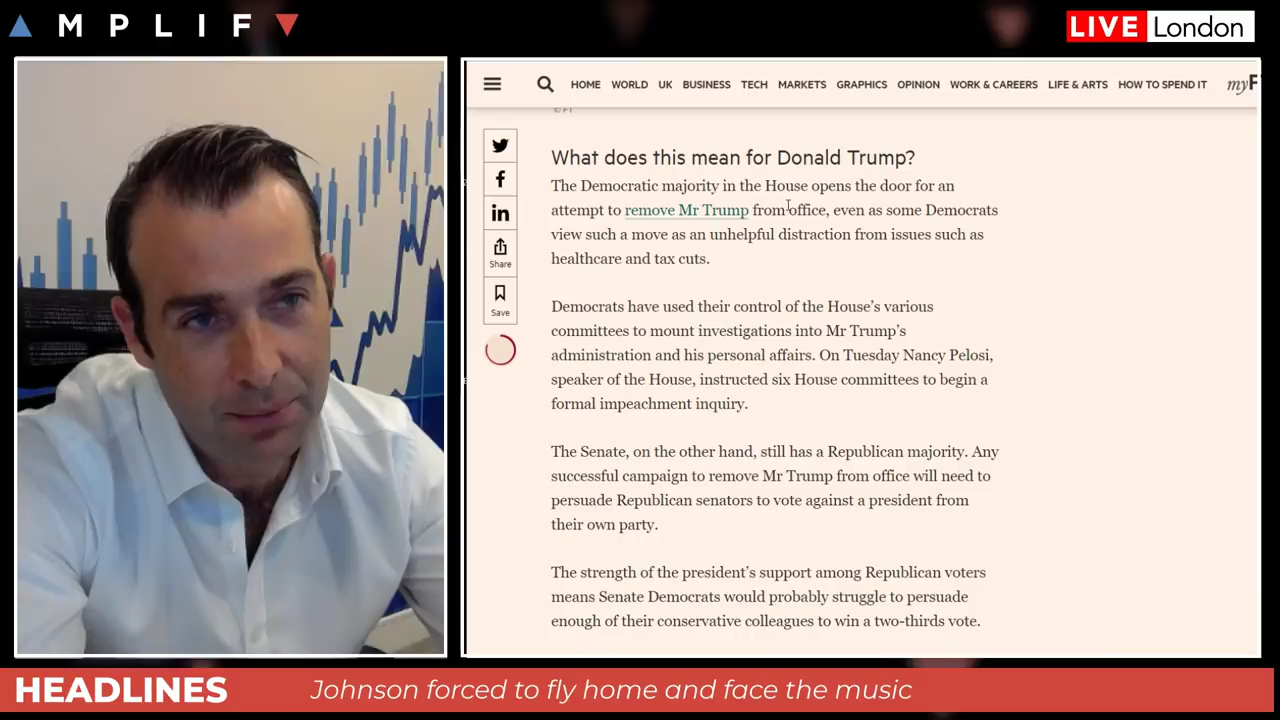 MPLIF
LIVE London
HOME WORLD UK BUSINESS TECH MARKETS GRAPHICS OPINION WORK & CAREERS LIFE & ARTS HOW TO SPEND IT myF
© FT
What does this mean for Donald Trump?
The Democratic majority in the House opens the door for an
attempt to remove Mr Trump from office, even as some Democrats
view such a move as an unhelpful distraction from issues such as
healthcare and tax cuts.
Share
Save
Democrats have used their control of the House's various
committees to mount investigations into Mr Trump's
administration and his personal affairs. On Tuesday Nancy Pelosi,
speaker of the House, instructed six House committees to begin a
formal impeachment inquiry.
The Senate, on the other hand, still has a Republican majority. Any
successful campaign to remove Mr Trump from office will need to
persuade Republican senators to vote against a president from
their own party.
The strength of the president's support among Republican voters
means Senate Democrats would probably struggle to persuade
enough of their conservative colleagues to win a two-thirds vote.
HEADLINES Johnson forced to fly home and face the music